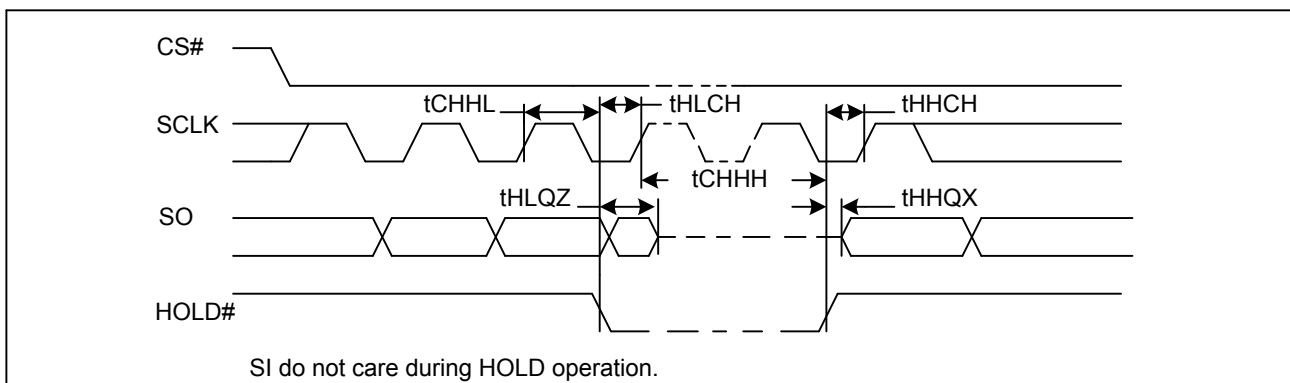 CS#
tCHHL
tHLCH
tHHCH
SCLK
tCHHH
tHLQZ
tHHQX
SO
HOLD#
SI do not care during HOLD operation.